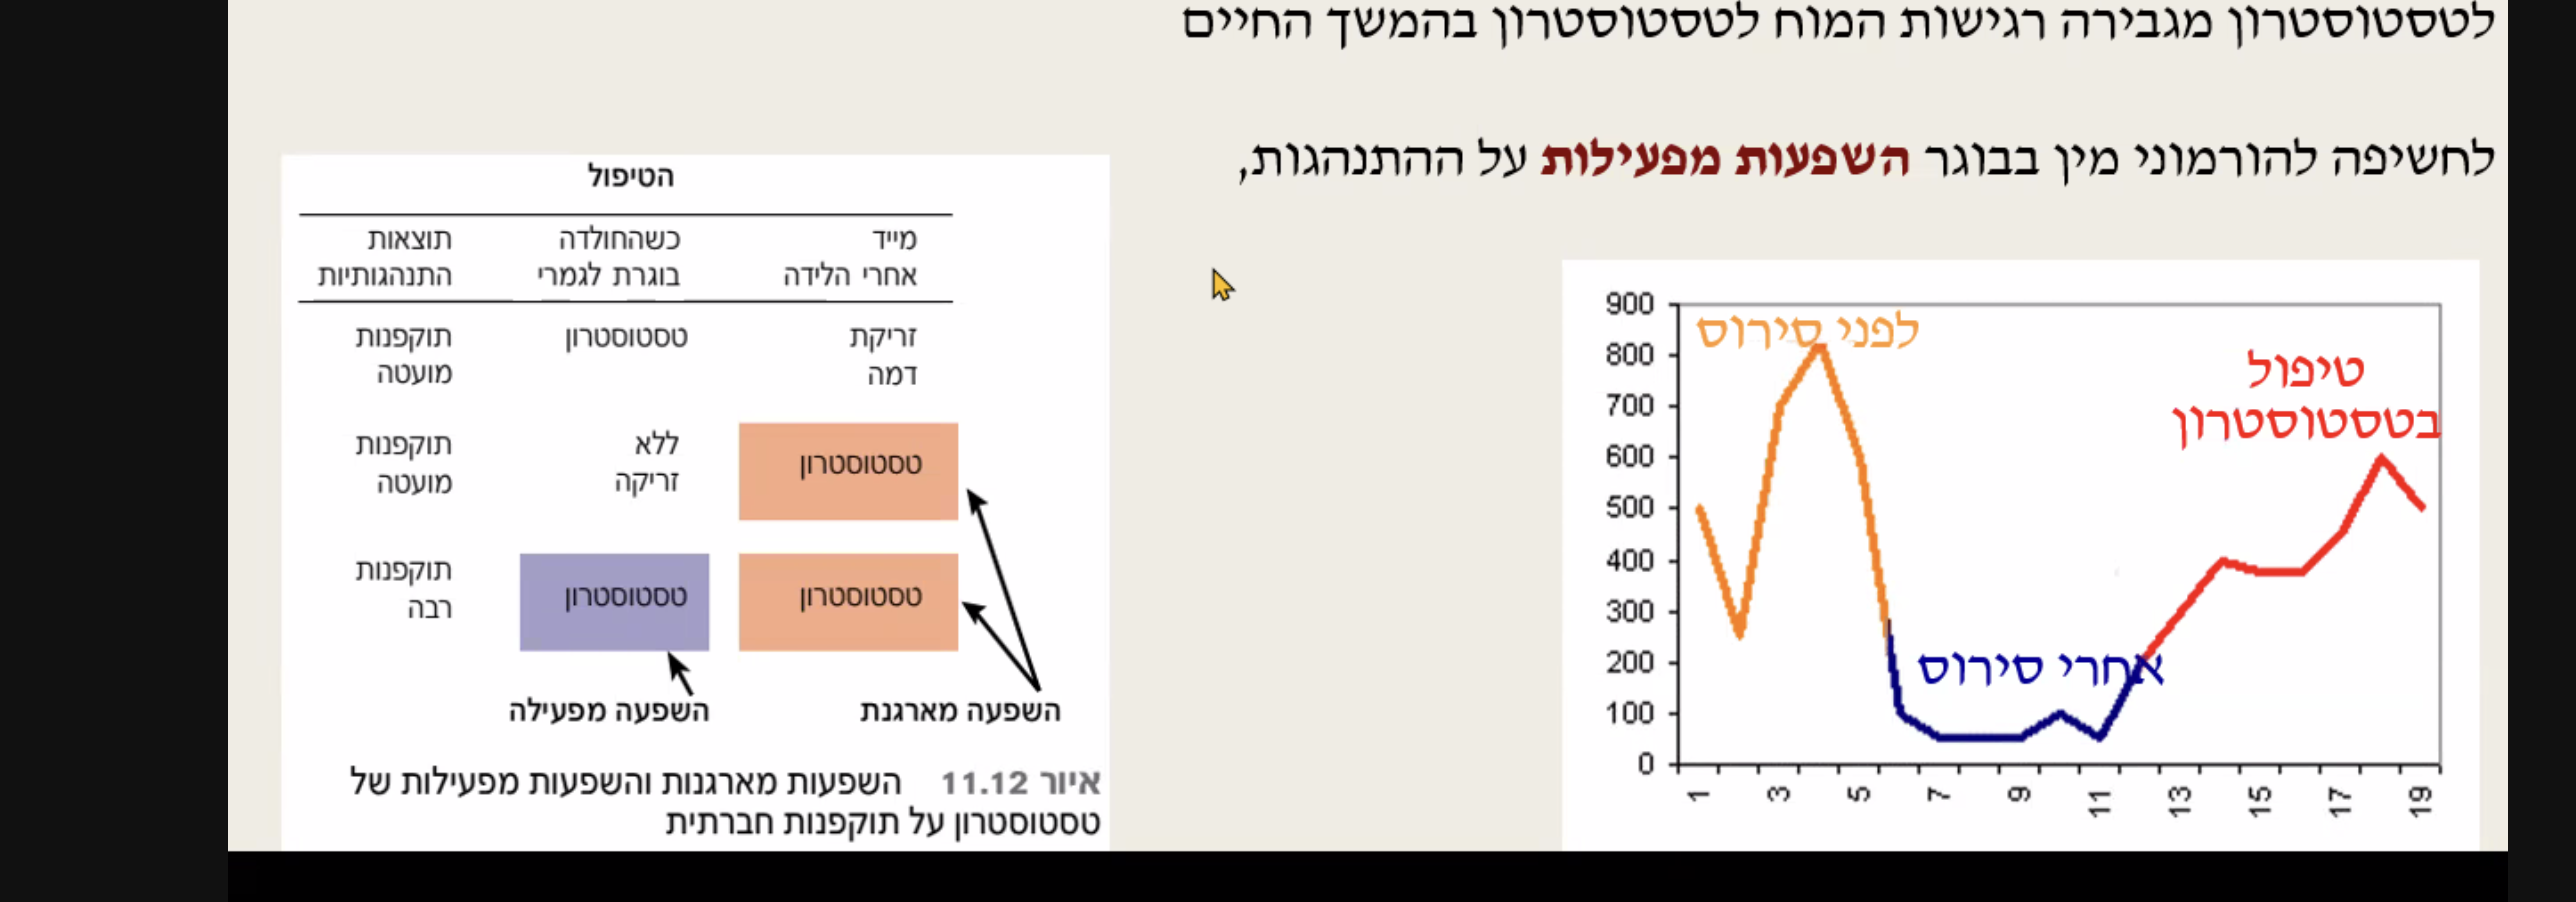 לטסטוסטרון מגבירה רגישות המוח לטסטוסטרון בהמשך החיים
לחשיפה להורמוני מין בבוגר השפעות מפעילות על ההתנהגות,
900
800
700
600
500
400
300
200
100
0
לפני סירוס
טיפול
בטסטוסטרון
אחרי סירוס
1 3 5 7 9 11 13 15 17 19
הטיפול
מייד כשהחולדה תוצאות
אחרי הלידה בוגרת לגמרי התנהגותיות
זריקת טסטוסטרון תוקפנות
דמה מועטה
טסטוסטרון ללא תוקפנות
זריקה מועטה
טסטוסטרון טסטוסטרון תוקפנות
רבה
השפעה מארגנת השפעה מפעילה
איור 11.12 השפעות מארגנות והשפעות מפעילות של
טסטוסטרון על תוקפנות חברתית